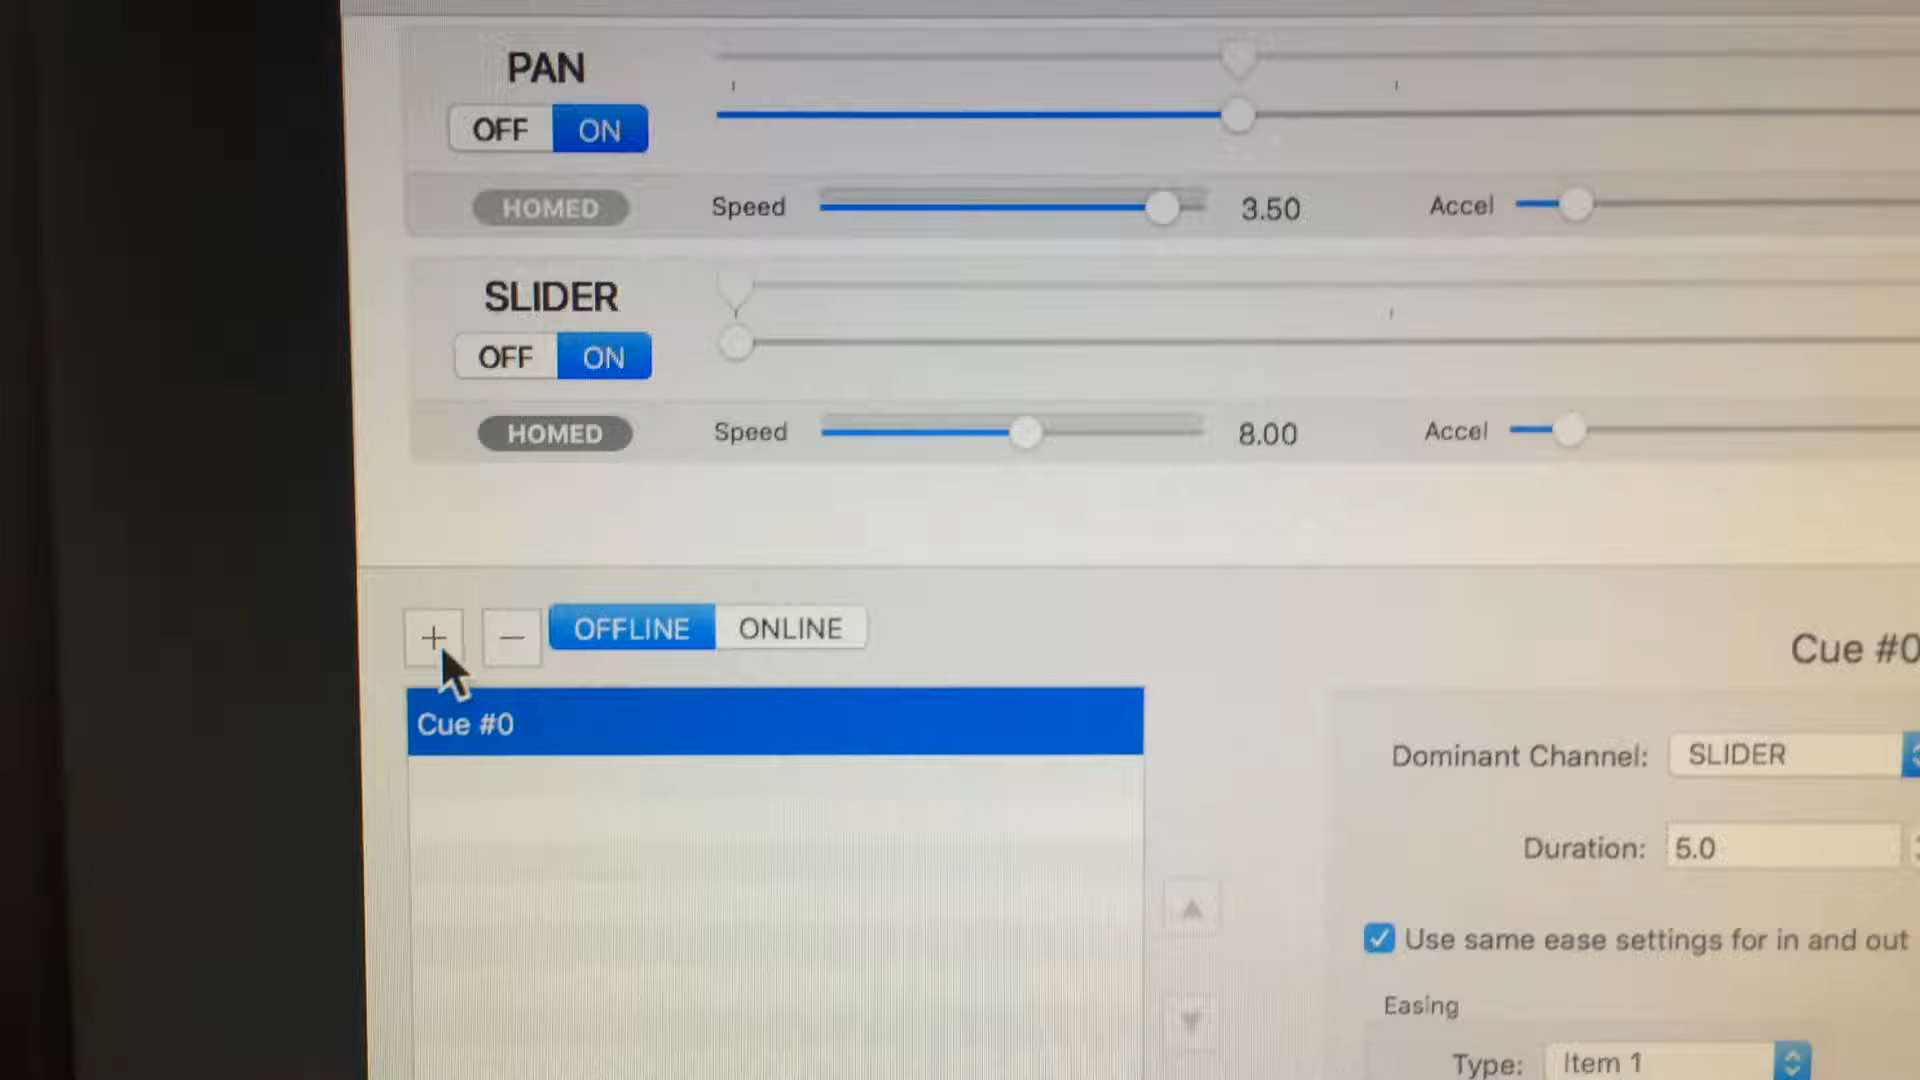 PAN
OFF ON
HOMED Speed 3.50 Accel
SLIDER
OFF ON
HOMED Speed 8.00 Accel
+ − OFFLINE ONLINE
Cue #0
Cue #0
Dominant Channel: SLIDER
Duration: 5.0
Use same ease settings for in and out
Easing
Type: Item 1